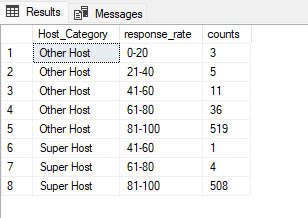 Results Messages
Host_Category response_rate counts
1 Other Host 0-20 3
2 Other Host 21-40 5
3 Other Host 41-60 11
4 Other Host 61-80 36
5 Other Host 81-100 519
6 Super Host 41-60 1
7 Super Host 61-80 4
8 Super Host 81-100 508